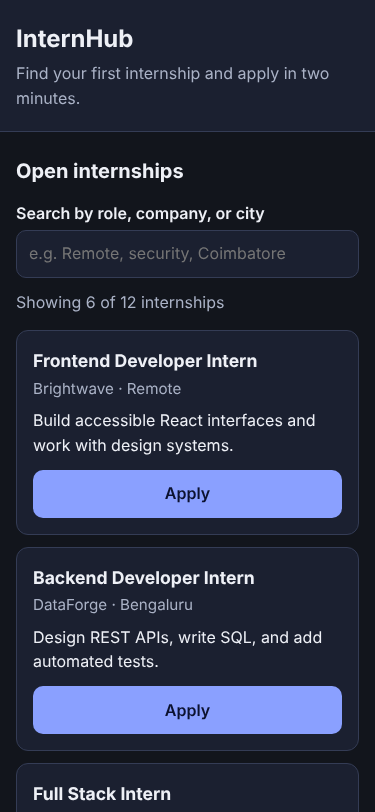 InternHub
Find your first internship and apply in two
minutes.
Open internships
Search by role, company, or city
e.g. Remote, security, Coimbatore
Showing 6 of 12 internships
Frontend Developer Intern
Brightwave · Remote
Build accessible React interfaces and
work with design systems.
Apply
Backend Developer Intern
DataForge · Bengaluru
Design REST APIs, write SQL, and add
automated tests.
Apply
Full Stack Intern